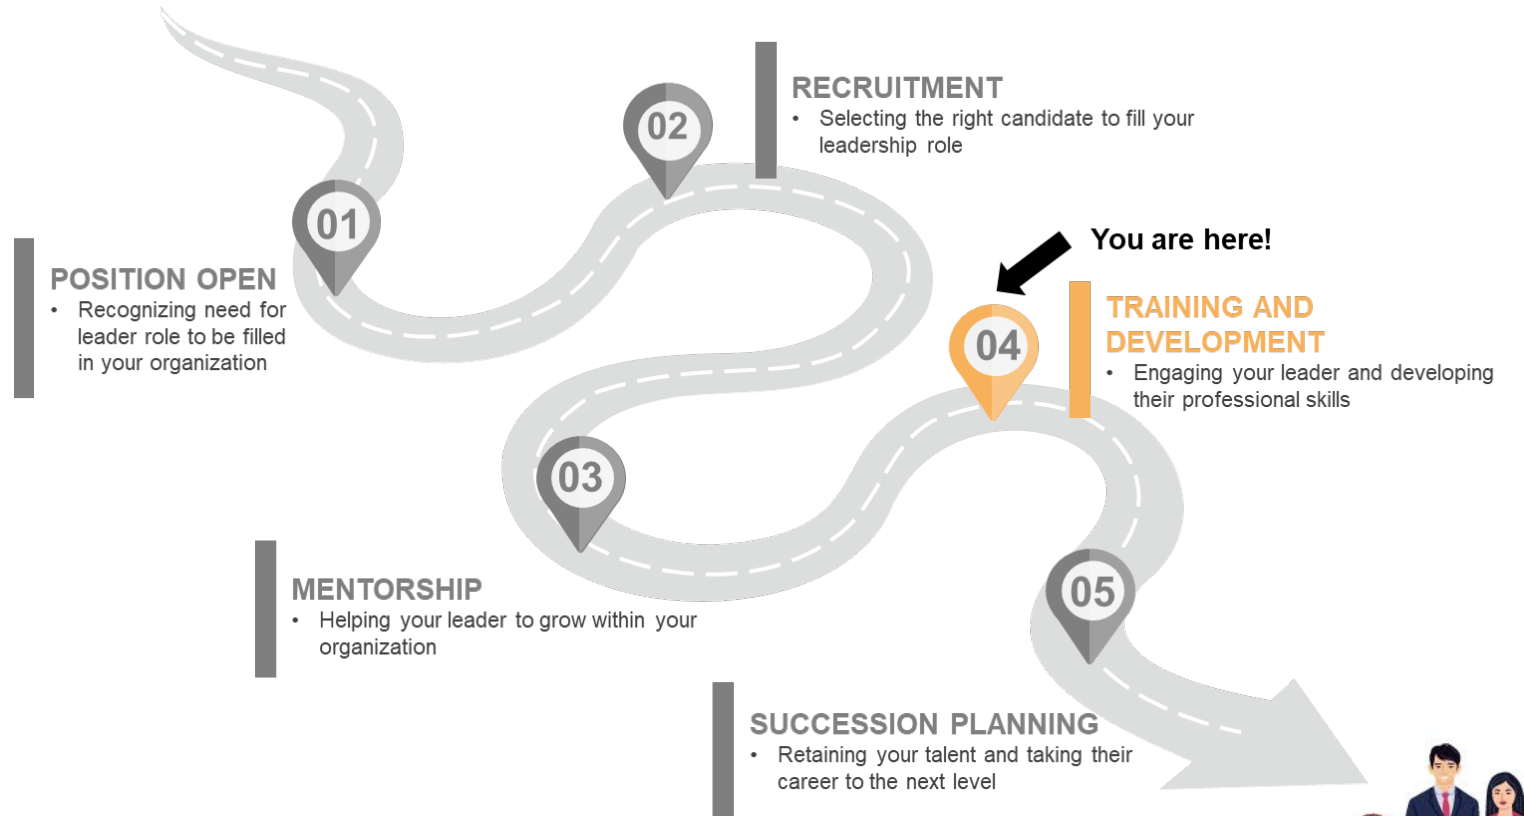 01
POSITION OPEN
• Recognizing need for
leader role to be filled
in your organization
02
RECRUITMENT
• Selecting the right candidate to fill your
leadership role
03
MENTORSHIP
• Helping your leader to grow within your
organization
You are here!
04
TRAINING AND
DEVELOPMENT
• Engaging your leader and developing
their professional skills
05
SUCCESSION PLANNING
• Retaining your talent and taking their
career to the next level